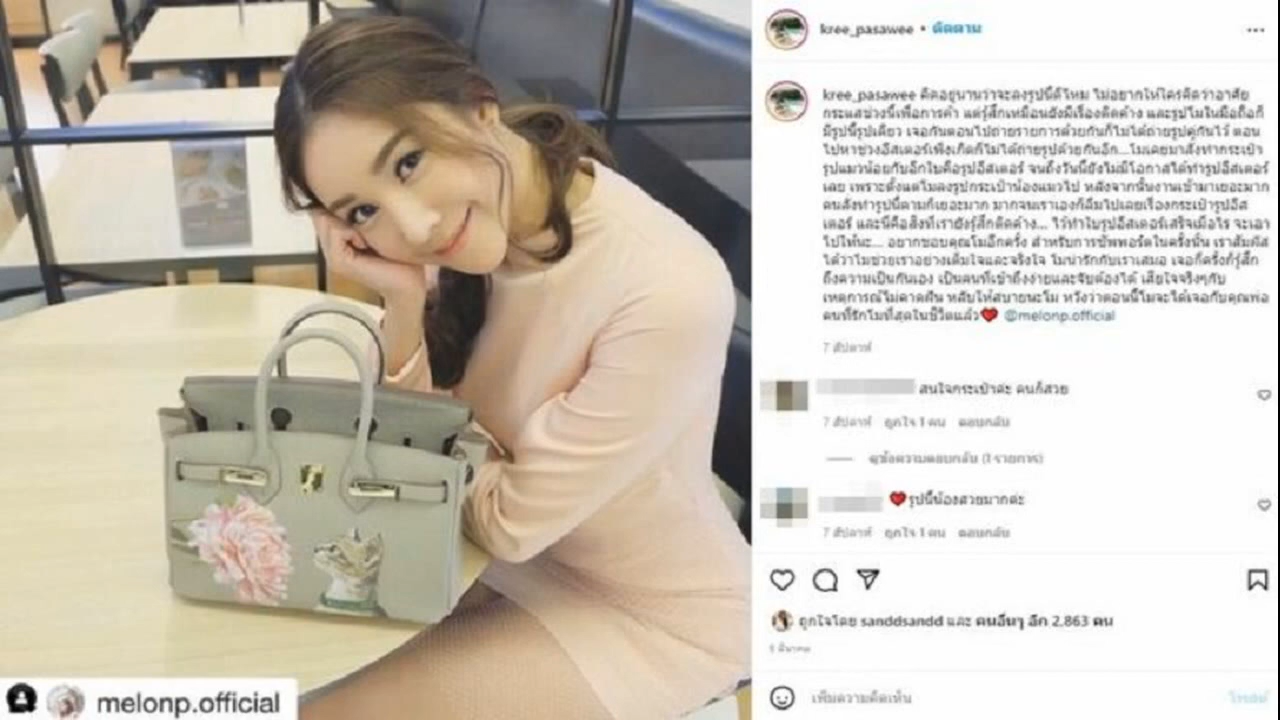 kree_pasawee • ติดตาม
kree_pasawee คิดอยู่นานว่าจะลงรูปนี้ดีไหม ไม่อยากให้ใครคิดว่าอาศัย
กระแสช่วงนี้เพื่อการค้า แต่รู้สึกเหมือนยังมีเรื่องติดค้าง และรูปโมในมือถือก็
มีรูปนี้รูปเดียว เจอกันตอนไปถ่ายรายการด้วยกันก็ไม่ได้ถ่ายรูปคู่กันไว้ ตอน
ไปหาช่วงอีสเตอร์เพิ่งเกิดก็ไม่ได้ถ่ายรูปด้วยกันอีก...โมเคยมาสั่งทำกระเป๋า
รูปแมวน้อยกับอีกใบคือรูปอีสเตอร์ จนถึงวันนี้ยังไม่มีโอกาสได้ทำรูปอีสเตอร์
เลย เพราะตั้งแต่โมลงรูปกระเป๋าน้องแมวไป หลังจากนั้นงานเข้ามาเยอะมาก
คนสั่งทำรูปนี้ตามก็เยอะมาก มากจนเราเองก็ลืมไปเลยเรื่องกระเป๋ารูปอีส
เตอร์ และนี่คือสิ่งที่เรายังรู้สึกติดค้าง... ไว้ทำใบรูปอีสเตอร์เสร็จเมื่อไร จะเอา
ไปให้นะ... อยากขอบคุณโมอีกครั้ง สำหรับการซัพพอร์ตในครั้งนั้น เราสัมผัส
ได้ว่าโมช่วยเราอย่างเต็มใจและจริงใจ โมน่ารักกับเราเสมอ เจอกี่ครั้งก็รู้สึก
ถึงความเป็นกันเอง เป็นคนที่เข้าถึงง่ายและจับต้องได้ เสียใจจริงๆกับ
เหตุการณ์ไม่คาดฝัน หลับให้สบายนะโม หวังว่าตอนนี้โมจะได้เจอกับคุณพ่อ
คนที่รักโมที่สุดในชีวิตแล้ว❤️ @melonp.official
7 สัปดาห์
สนใจกระเป๋าค่ะ คนก็สวย
7 สัปดาห์ ถูกใจ 1 คน ตอบกลับ
ดูข้อความตอบกลับ (1 รายการ)
❤️รูปนี้น้องสวยมากค่ะ
7 สัปดาห์ ถูกใจ 1 คน ตอบกลับ
ถูกใจโดย sanddsandd และ คนอื่นๆ อีก 2,863 คน
1 มีนาคม
เพิ่มความคิดเห็น
โพสต์
melonp.official